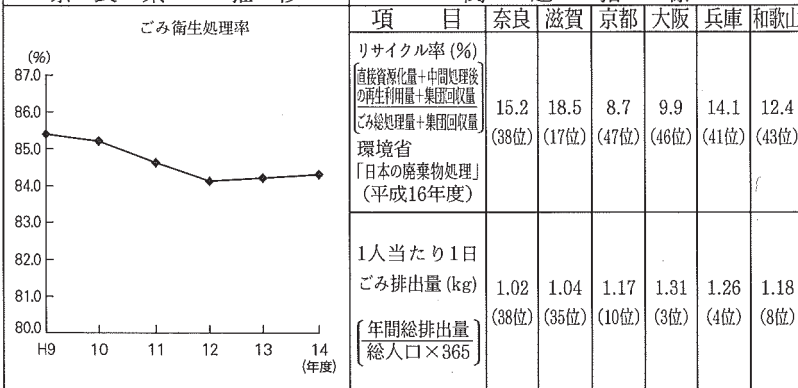 項 目 奈良 滋賀 京都 大阪 兵庫 和歌山
ごみ衛生処理率
(%)
87.0
86.0
85.0
84.0
83.0
82.0
81.0
80.0
H9 10 11 12 13 14
(年度)
リサイクル率(%)
直接資源化量+中間処理後
の再生利用量+集団回収量
ごみ総処理量+集団回収量
15.2 18.5 8.7 9.9 14.1 12.4
(38位) (17位) (47位) (46位) (41位) (43位)
環境省
「日本の廃棄物処理」
(平成16年度)
1人当たり1日
ごみ排出量(kg)
1.02 1.04 1.17 1.31 1.26 1.18
(38位) (35位) (10位) (3位) (4位) (8位)
年間総排出量
総人口×365